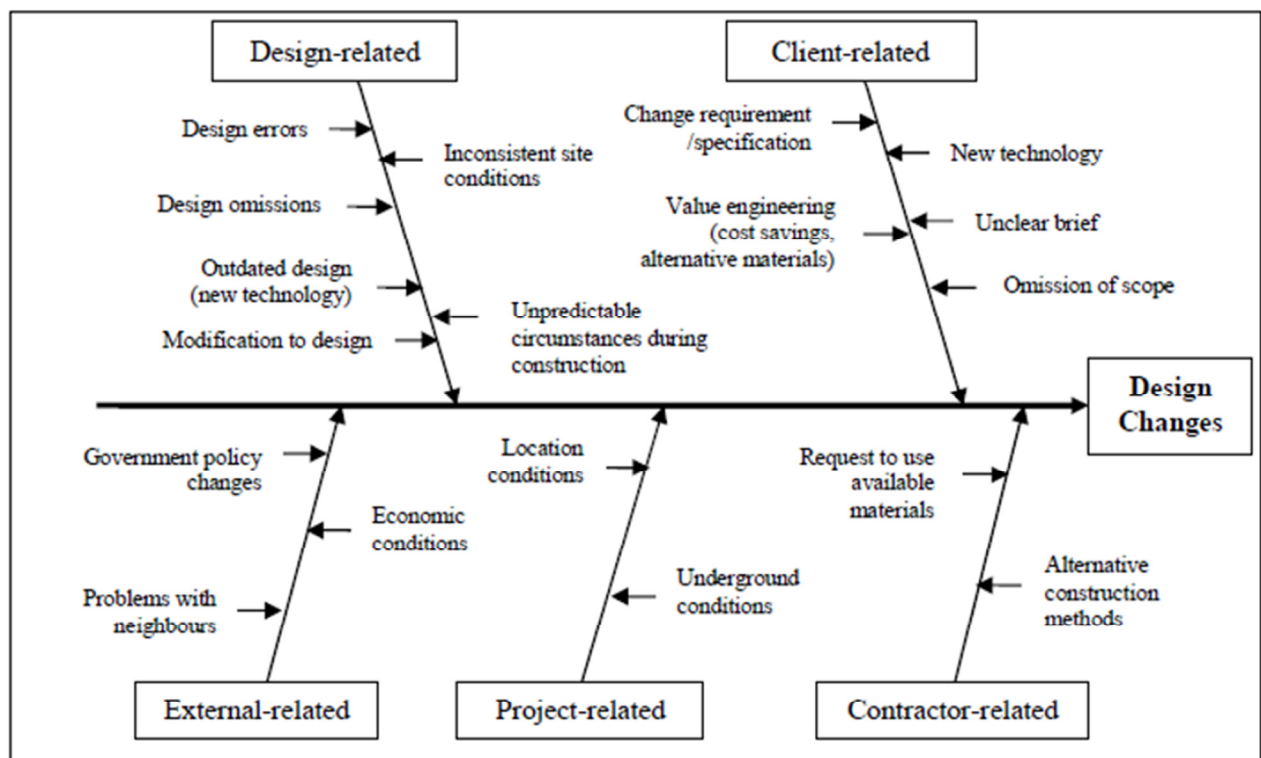 Design-related
Client-related
Design errors
Inconsistent site
conditions
Design omissions
Outdated design
(new technology)
Unpredictable
circumstances during
construction
Modification to design
Change requirement
/specification
New technology
Value engineering
(cost savings,
alternative materials)
Unclear brief
Omission of scope
Design
Changes
Government policy
changes
Economic
conditions
Problems with
neighbours
Location
conditions
Underground
conditions
Request to use
available
materials
Alternative
construction
methods
External-related
Project-related
Contractor-related